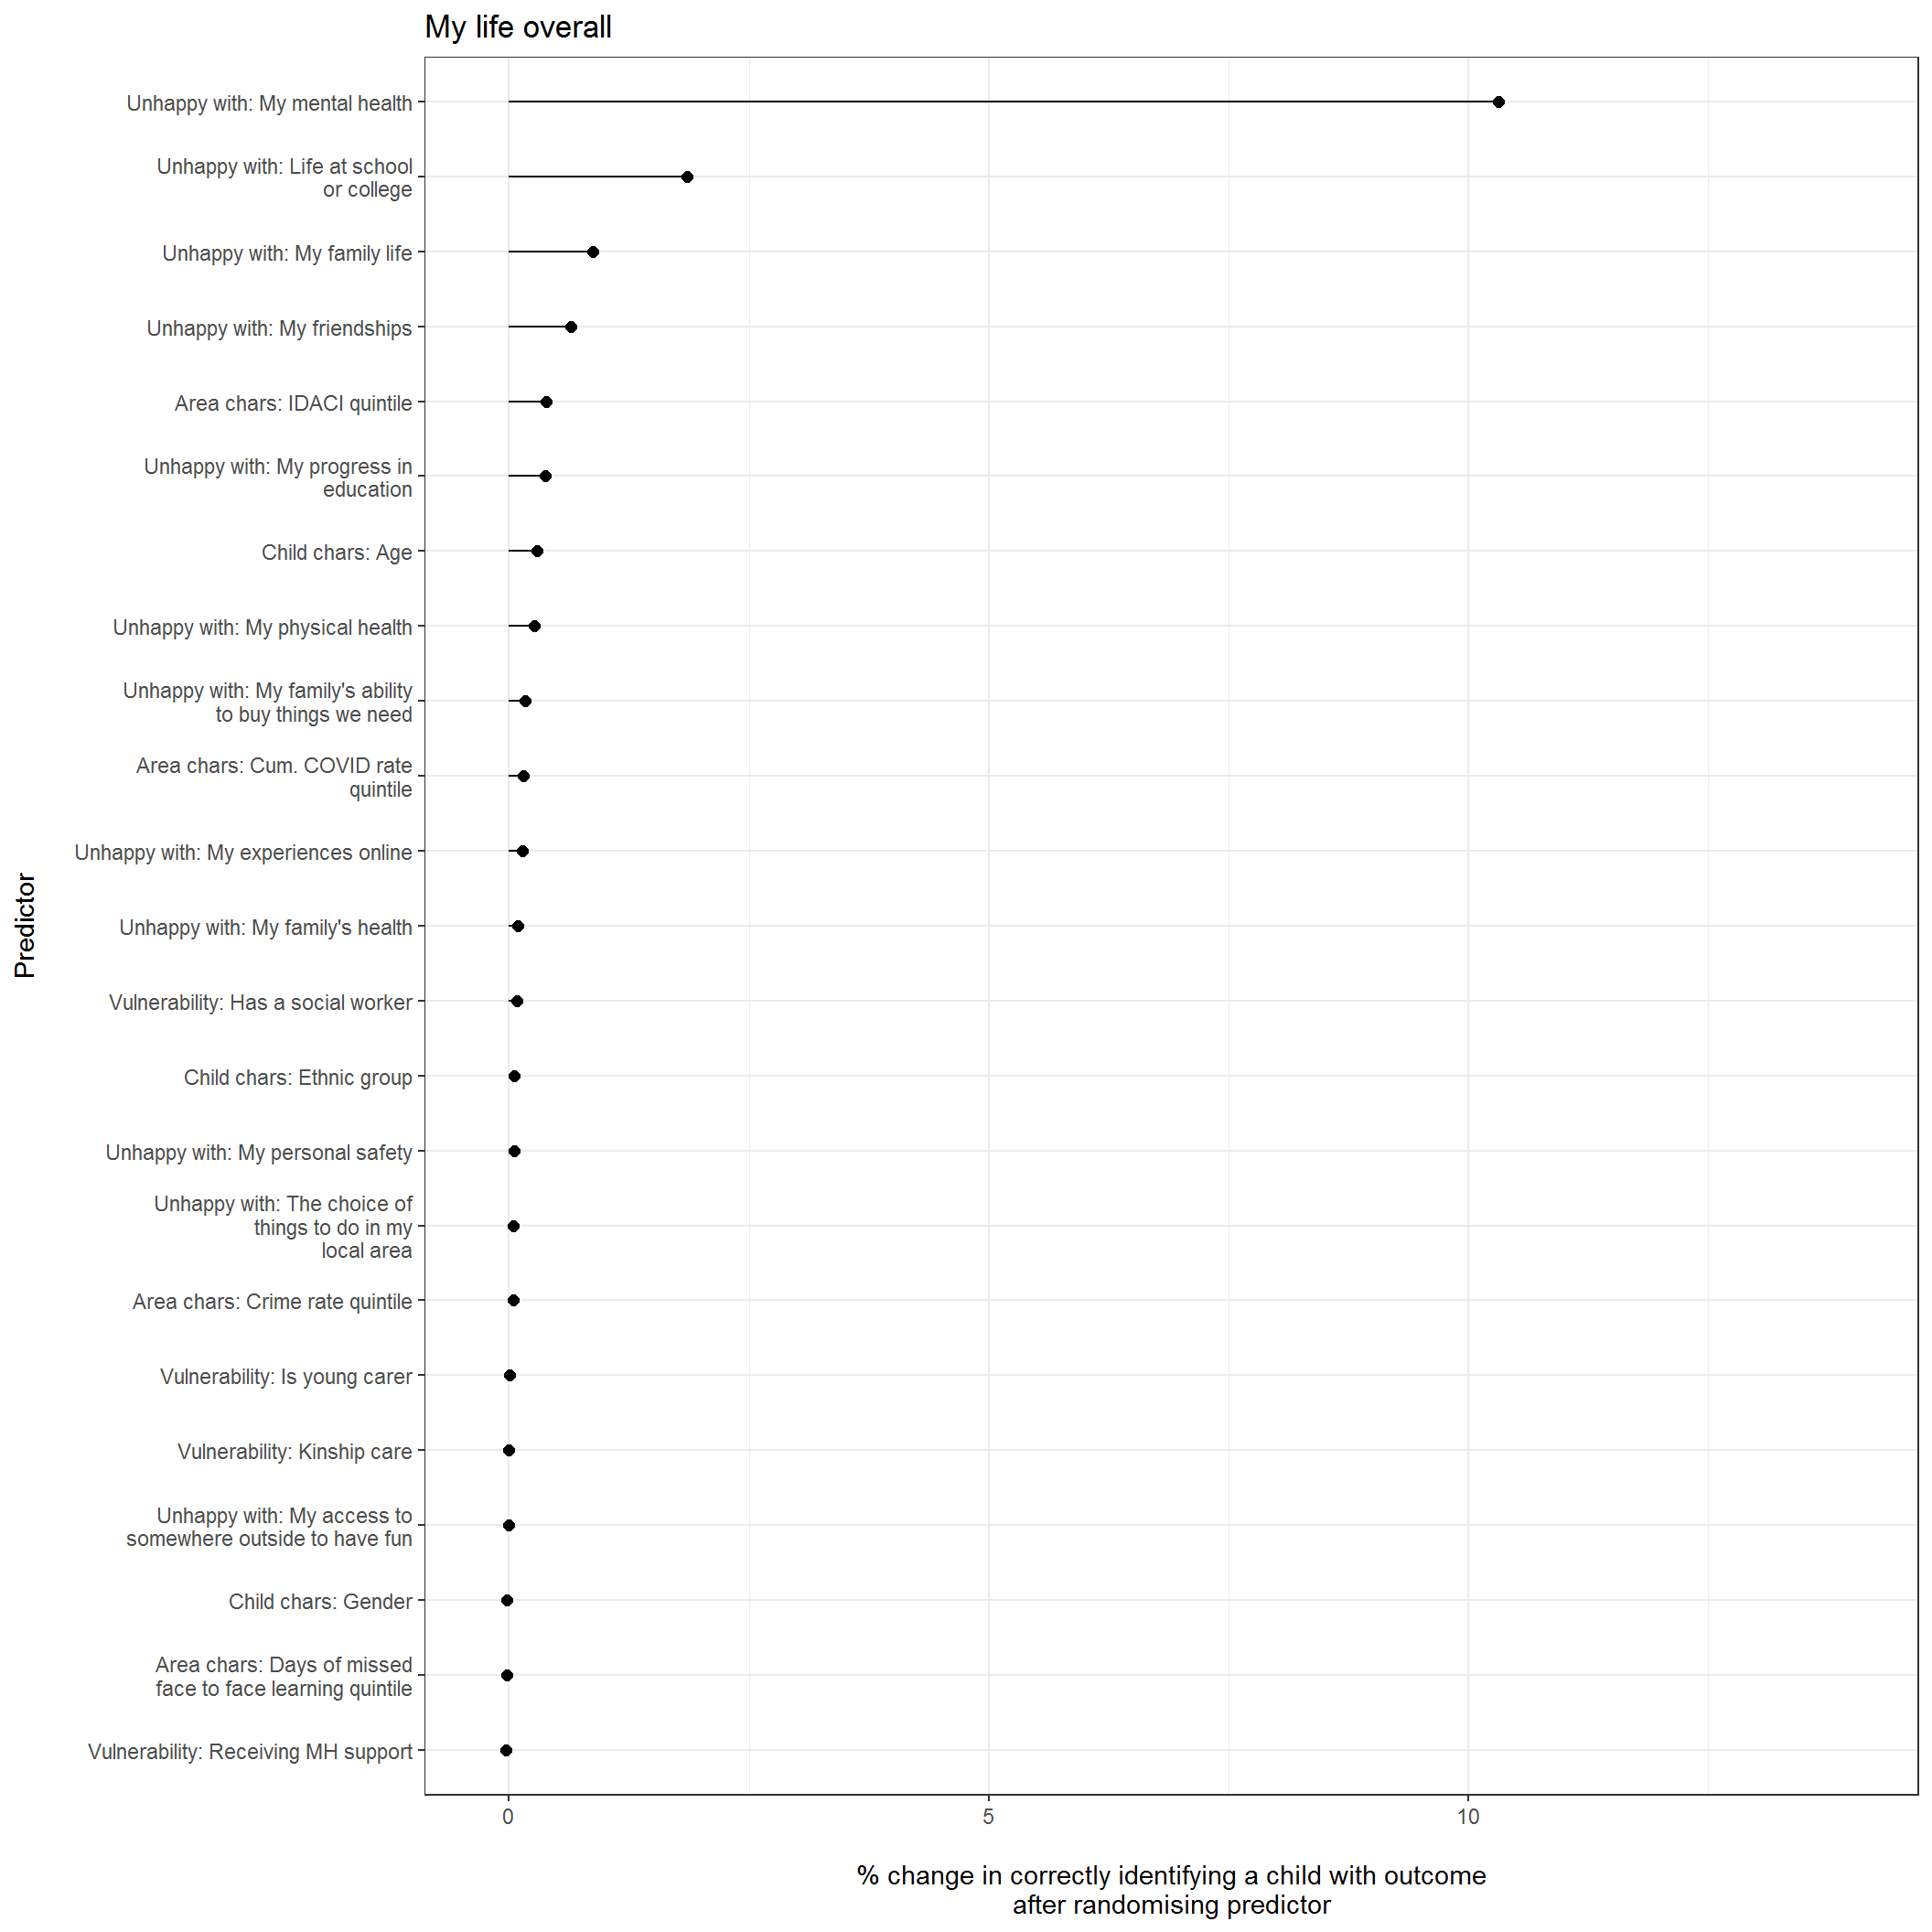 My life overall
Unhappy with: My mental health
Unhappy with: Life at school
or college
Unhappy with: My family life
Unhappy with: My friendships
Area chars: IDACI quintile
Unhappy with: My progress in
education
Child chars: Age
Unhappy with: My physical health
Unhappy with: My family's ability
to buy things we need
Area chars: Cum. COVID rate
quintile
Unhappy with: My experiences online
Unhappy with: My family's health
Vulnerability: Has a social worker
Child chars: Ethnic group
Unhappy with: My personal safety
Unhappy with: The choice of
things to do in my
local area
Area chars: Crime rate quintile
Vulnerability: Is young carer
Vulnerability: Kinship care
Unhappy with: My access to
somewhere outside to have fun
Child chars: Gender
Area chars: Days of missed
face to face learning quintile
Vulnerability: Receiving MH support
Predictor
0 5 10
% change in correctly identifying a child with outcome
after randomising predictor